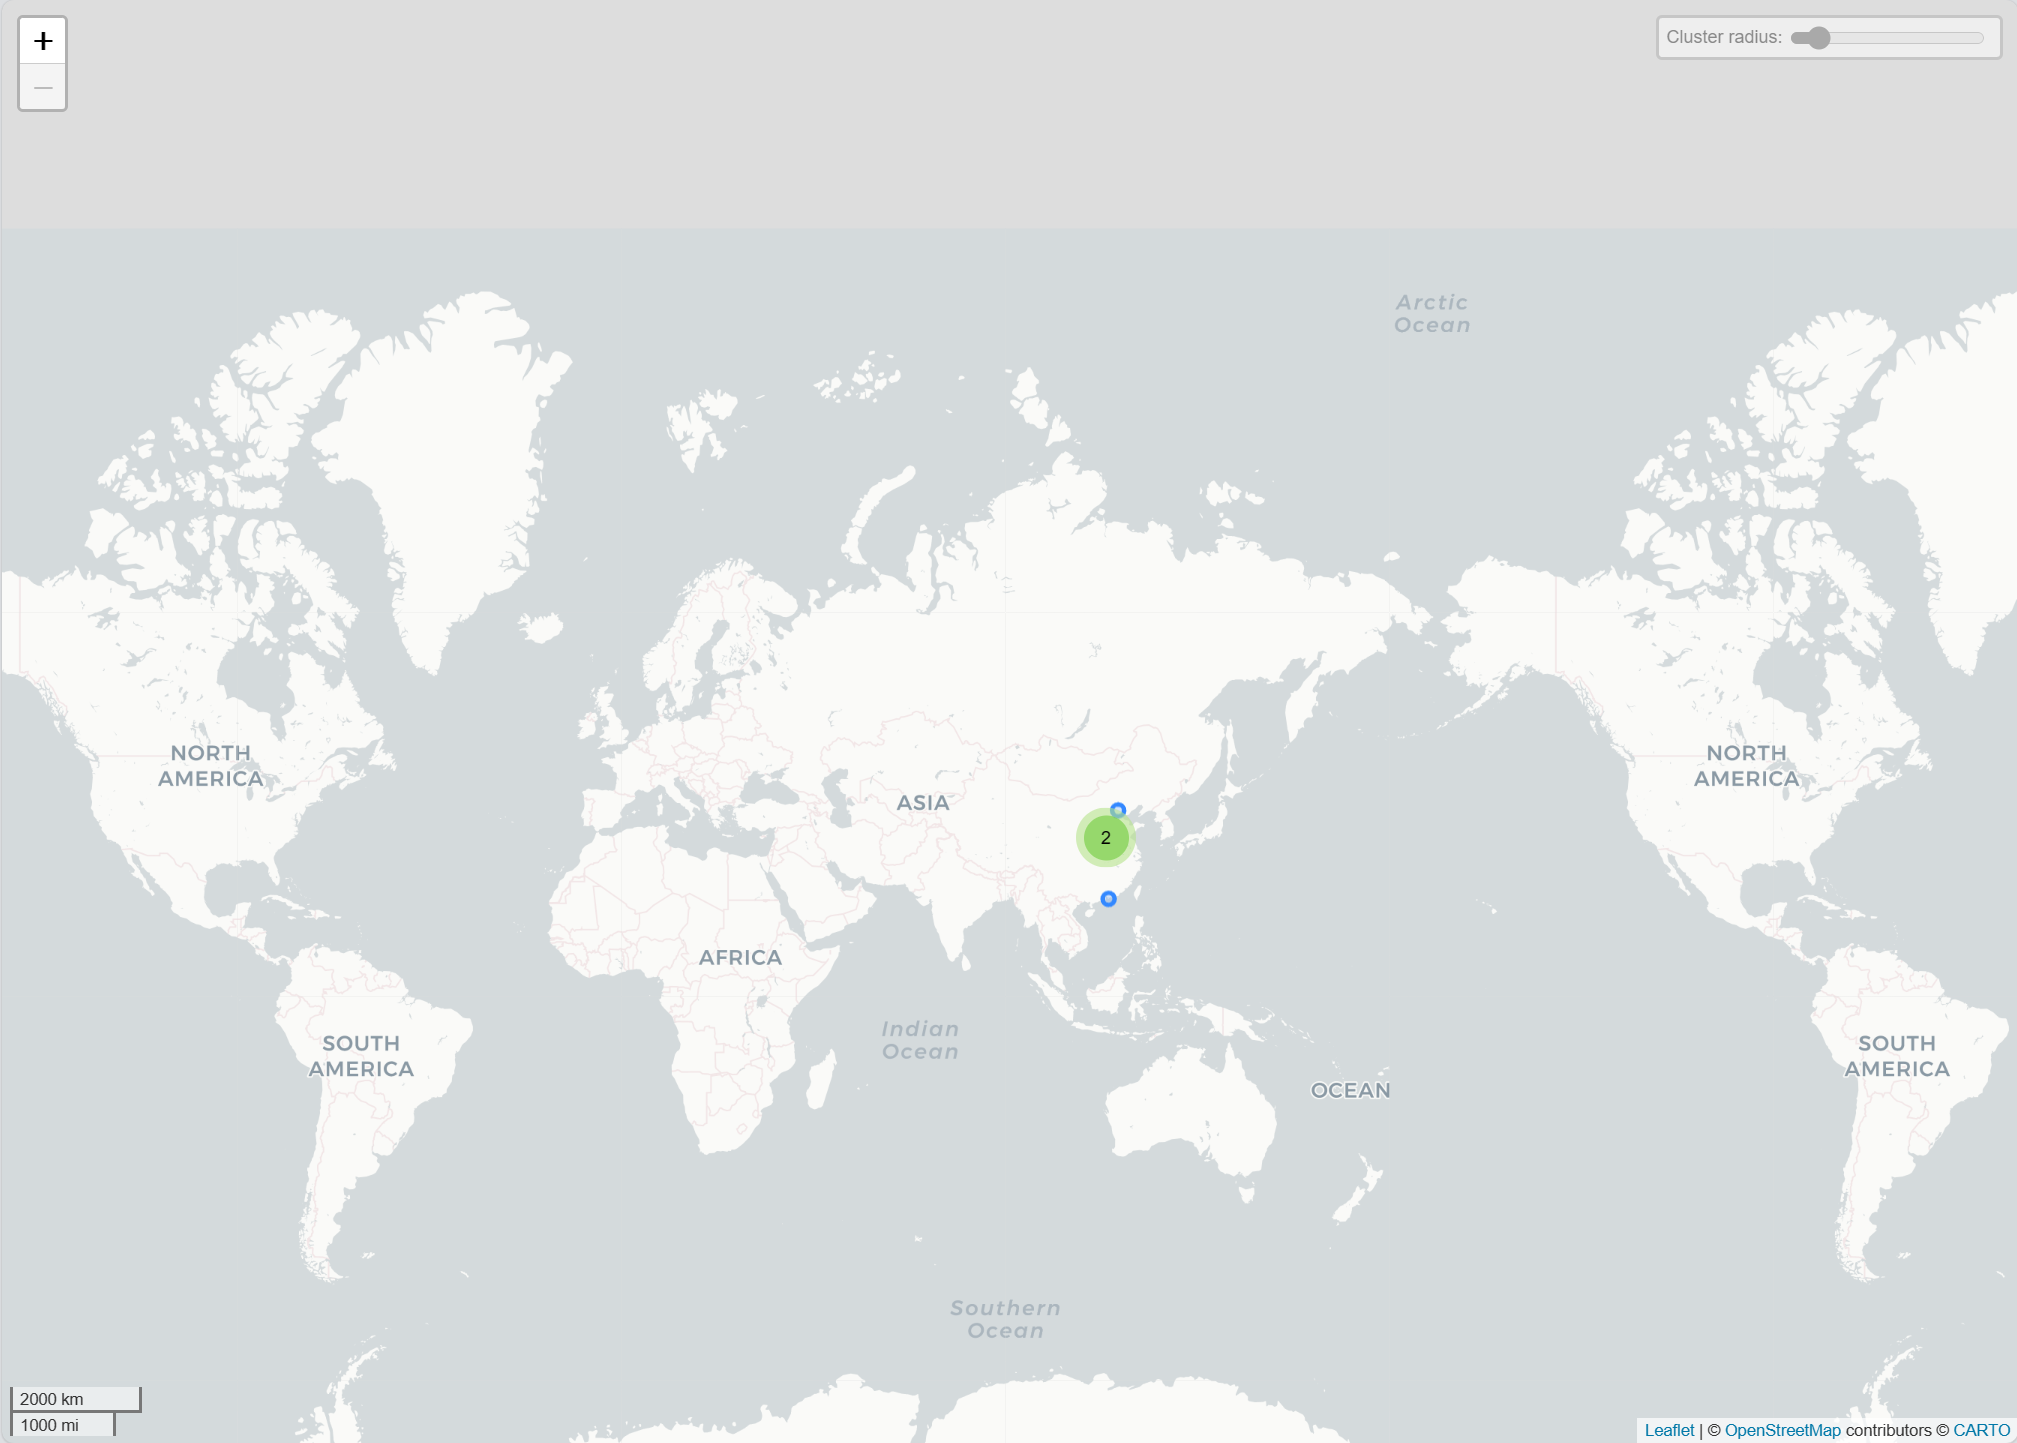 +
−
Cluster radius:
Arctic
Ocean
NORTH
AMERICA
ASIA
2
NORTH
AMERICA
AFRICA
Indian
Ocean
SOUTH
AMERICA
OCEAN
SOUTH
AMERICA
Southern
Ocean
2000 km
1000 mi
Leaflet | © OpenStreetMap contributors © CARTO